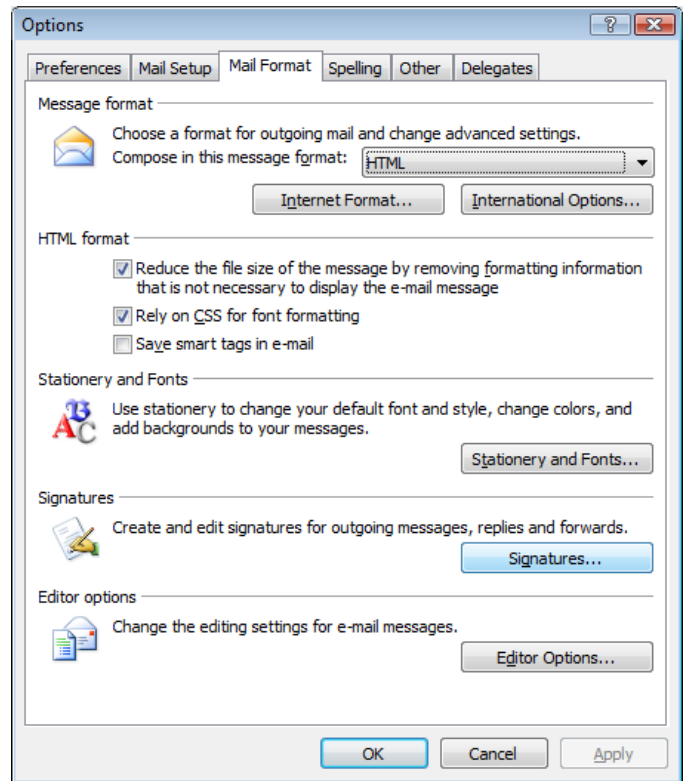 Options
Preferences Mail Setup Mail Format Spelling Other Delegates
Message format
Choose a format for outgoing mail and change advanced settings.
Compose in this message format: HTML
Internet Format... International Options...
HTML format
Reduce the file size of the message by removing formatting information
that is not necessary to display the e-mail message
Rely on CSS for font formatting
Save smart tags in e-mail
Stationery and Fonts
Use stationery to change your default font and style, change colors, and
add backgrounds to your messages.
Stationery and Fonts...
Signatures
Create and edit signatures for outgoing messages, replies and forwards.
Signatures...
Editor options
Change the editing settings for e-mail messages.
Editor Options...
OK Cancel Apply